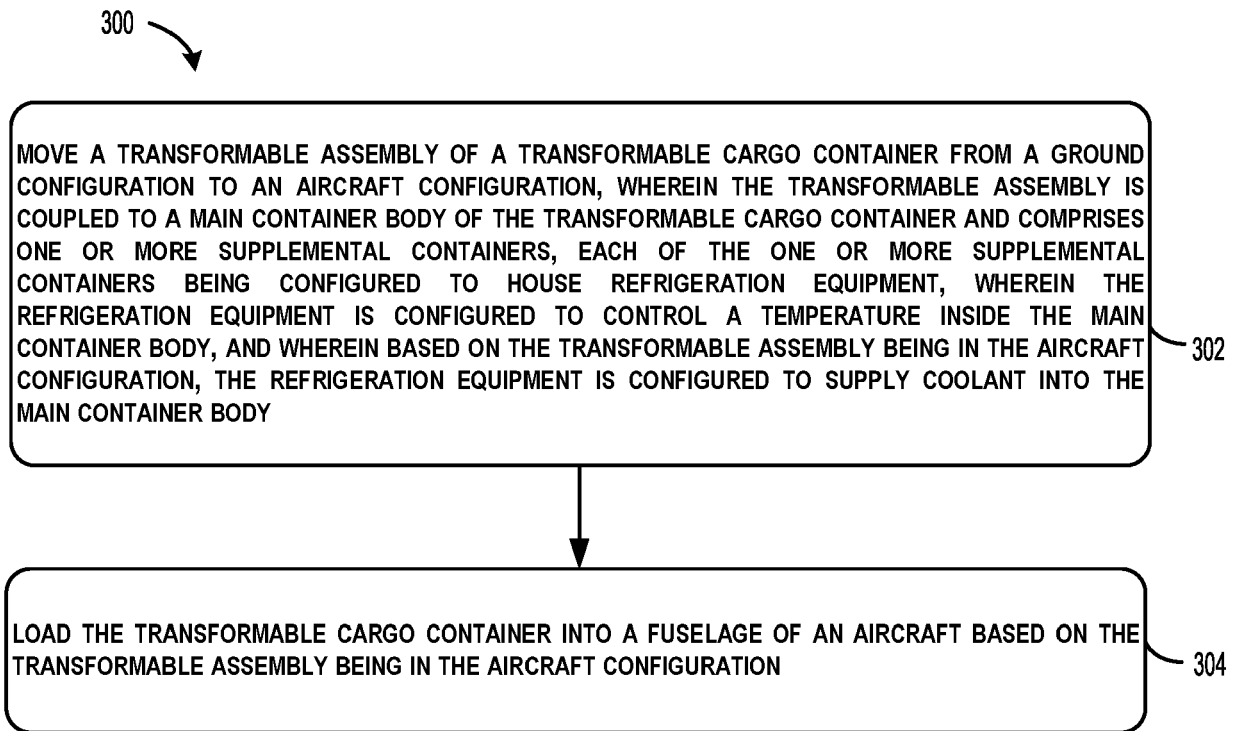 300
MOVE A TRANSFORMABLE ASSEMBLY OF A TRANSFORMABLE CARGO CONTAINER FROM A GROUND
CONFIGURATION TO AN AIRCRAFT CONFIGURATION, WHEREIN THE TRANSFORMABLE ASSEMBLY IS
COUPLED TO A MAIN CONTAINER BODY OF THE TRANSFORMABLE CARGO CONTAINER AND COMPRISES
ONE OR MORE SUPPLEMENTAL CONTAINERS, EACH OF THE ONE OR MORE SUPPLEMENTAL
CONTAINERS BEING CONFIGURED TO HOUSE REFRIGERATION EQUIPMENT, WHEREIN THE
REFRIGERATION EQUIPMENT IS CONFIGURED TO CONTROL A TEMPERATURE INSIDE THE MAIN
CONTAINER BODY, AND WHEREIN BASED ON THE TRANSFORMABLE ASSEMBLY BEING IN THE AIRCRAFT
CONFIGURATION, THE REFRIGERATION EQUIPMENT IS CONFIGURED TO SUPPLY COOLANT INTO THE
MAIN CONTAINER BODY
302
LOAD THE TRANSFORMABLE CARGO CONTAINER INTO A FUSELAGE OF AN AIRCRAFT BASED ON THE
TRANSFORMABLE ASSEMBLY BEING IN THE AIRCRAFT CONFIGURATION
304